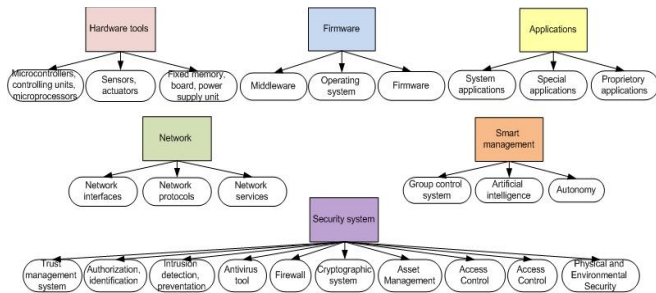 Hardware tools
Firmware
Applications
Microcontrollers,
controlling units,
microprocessors
Sensors,
actuators
Fixed memory,
board, power
supply unit
Middleware
Operating
system
Firmware
System
applications
Special
applications
Proprietory
applications
Network
Smart
management
Network
interfaces
Network
protocols
Network
services
Group control
system
Artificial
intelligence
Autonomy
Security system
Trust
management
system
Authorization,
identification
Intrusion
detection,
preventation
Antivirus
tool
Firewall
Cryptographic
system
Asset
Management
Access
Control
Access
Control
Physical and
Environmental
Security